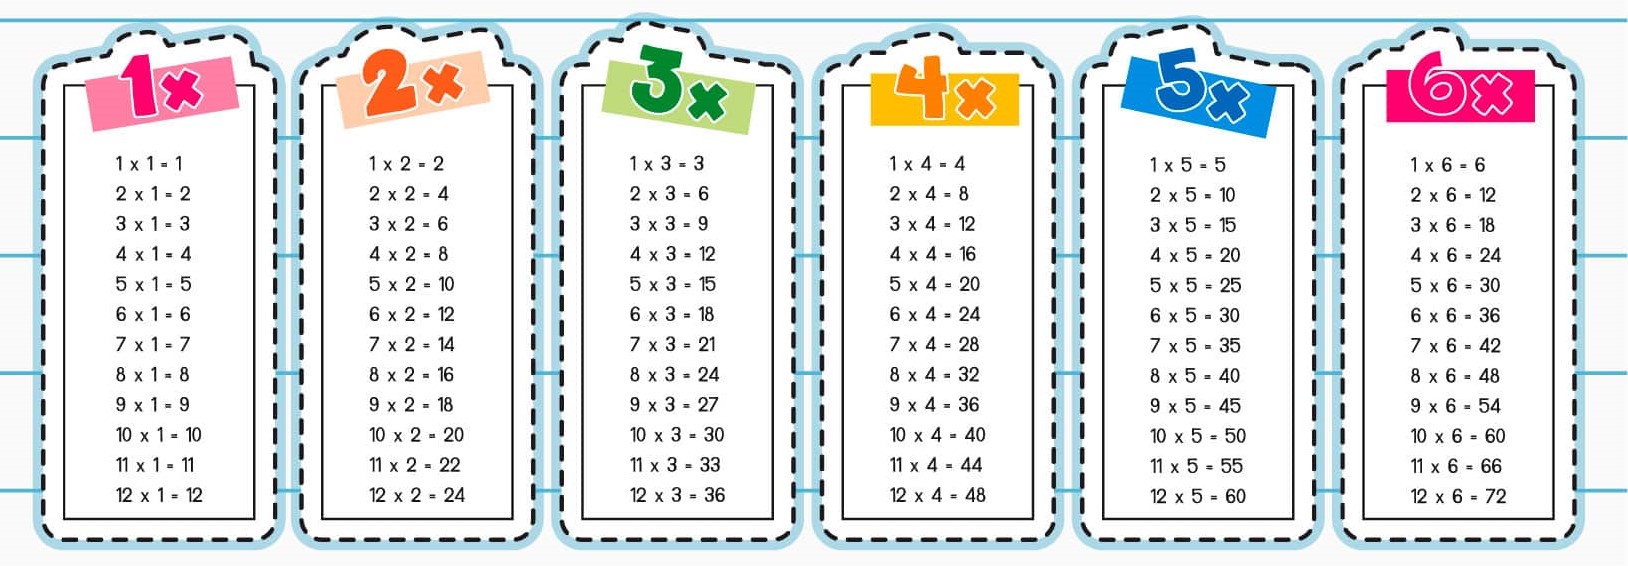 1x
1 x 1 = 1
2 x 1 = 2
3 x 1 = 3
4 x 1 = 4
5 x 1 = 5
6 x 1 = 6
7 x 1 = 7
8 x 1 = 8
9 x 1 = 9
10 x 1 = 10
11 x 1 = 11
12 x 1 = 12
2x
1 x 2 = 2
2 x 2 = 4
3 x 2 = 6
4 x 2 = 8
5 x 2 = 10
6 x 2 = 12
7 x 2 = 14
8 x 2 = 16
9 x 2 = 18
10 x 2 = 20
11 x 2 = 22
12 x 2 = 24
3x
1 x 3 = 3
2 x 3 = 6
3 x 3 = 9
4 x 3 = 12
5 x 3 = 15
6 x 3 = 18
7 x 3 = 21
8 x 3 = 24
9 x 3 = 27
10 x 3 = 30
11 x 3 = 33
12 x 3 = 36
4x
1 x 4 = 4
2 x 4 = 8
3 x 4 = 12
4 x 4 = 16
5 x 4 = 20
6 x 4 = 24
7 x 4 = 28
8 x 4 = 32
9 x 4 = 36
10 x 4 = 40
11 x 4 = 44
12 x 4 = 48
5x
1 x 5 = 5
2 x 5 = 10
3 x 5 = 15
4 x 5 = 20
5 x 5 = 25
6 x 5 = 30
7 x 5 = 35
8 x 5 = 40
9 x 5 = 45
10 x 5 = 50
11 x 5 = 55
12 x 5 = 60
6x
1 x 6 = 6
2 x 6 = 12
3 x 6 = 18
4 x 6 = 24
5 x 6 = 30
6 x 6 = 36
7 x 6 = 42
8 x 6 = 48
9 x 6 = 54
10 x 6 = 60
11 x 6 = 66
12 x 6 = 72